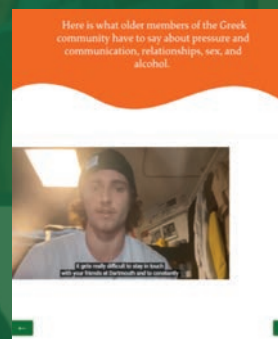 Here is what older members of the Greek
community have to say about pressure and
communication, relationships, sex, and
alcohol.
it gets really difficult to stay in touch
with your friends at Dartmouth and to constantly
←